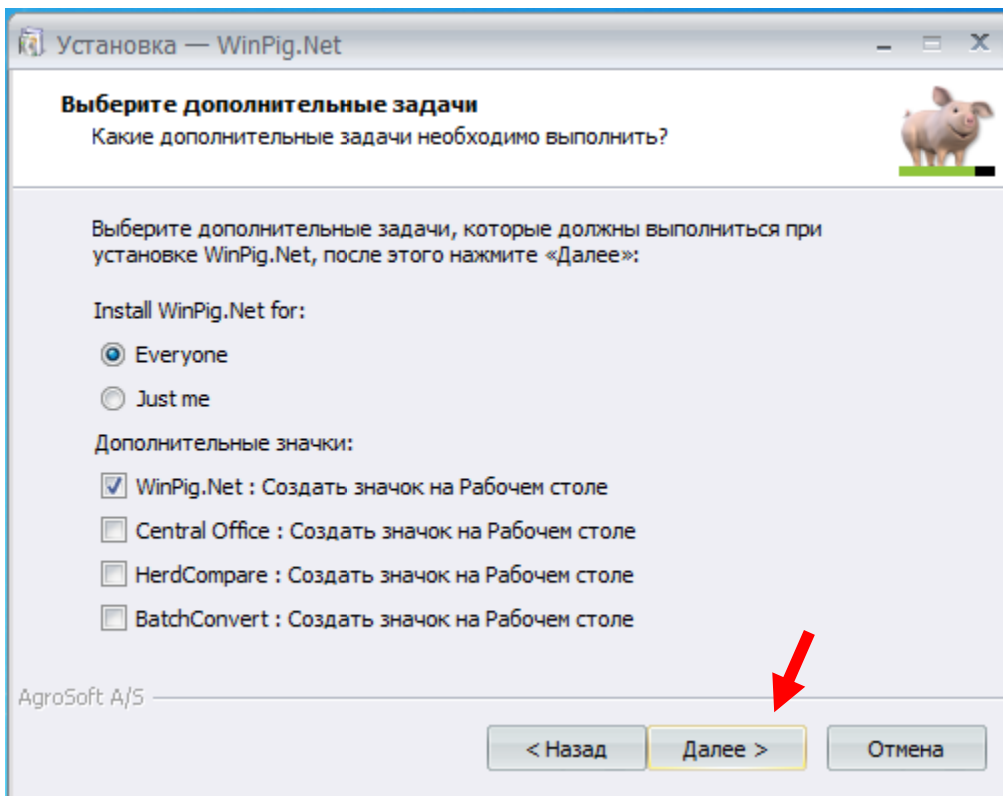 Установка — WinPig.Net
Выберите дополнительные задачи
Какие дополнительные задачи необходимо выполнить?
Выберите дополнительные задачи, которые должны выполниться при
установке WinPig.Net, после этого нажмите «Далее»:
Install WinPig.Net for:
Everyone
Just me
Дополнительные значки:
WinPig.Net : Создать значок на Рабочем столе
Central Office : Создать значок на Рабочем столе
HerdCompare : Создать значок на Рабочем столе
BatchConvert : Создать значок на Рабочем столе
AgroSoft A/S
< Назад Далее > Отмена